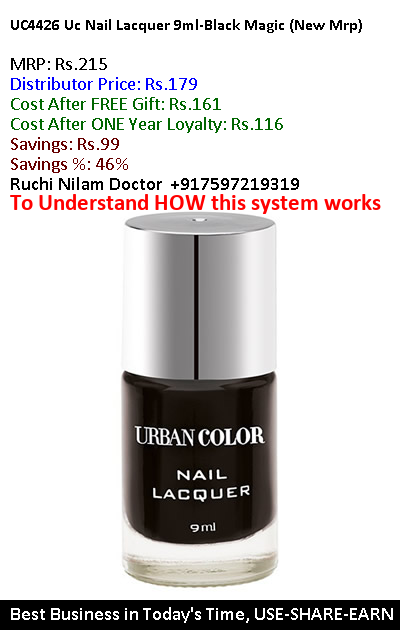 UC4426 Uc Nail Lacquer 9ml-Black Magic (New Mrp)
MRP: Rs.215
Distributor Price: Rs.179
Cost After FREE Gift: Rs.161
Cost After ONE Year Loyalty: Rs.116
Savings: Rs.99
Savings %: 46%
Ruchi Nilam Doctor +917597219319
To Understand HOW this system works
URBAN COLOR
NAIL
LACQUER
9ml
Best Business in Today's Time, USE-SHARE-EARN